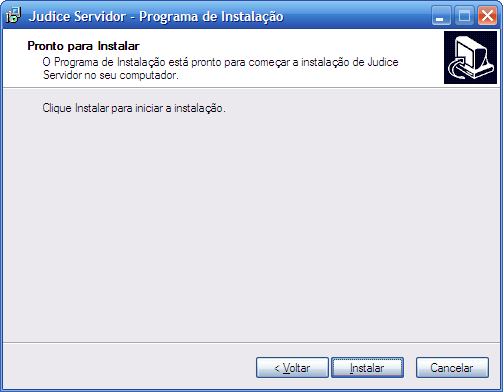 Judice Servidor - Programa de Instalação
Pronto para Instalar
O Programa de Instalação está pronto para começar a instalação de Judice
Servidor no seu computador.
Clique Instalar para iniciar a instalação.
< Voltar
Instalar
Cancelar